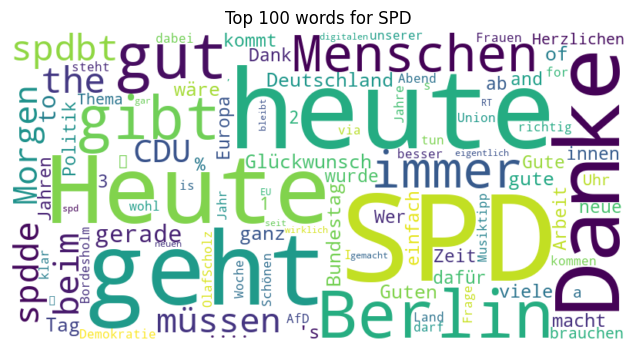 Top 100 words for SPD
dabei
kommt
digitalen
unserer
Frauen
Herzlichen
spdbt
gut
Menschen
Dank
of
steht
the
Thema
wäre
Deutschland
Abend
ab
and
for
to
Morgen
Politik
gibt
heute
Danke
gar
Europa
bleibt
2
via
Jahre
s
RT
Union
tun
richtig
CDU
%
Glückwunsch
besser
eigentlich
innen
Jahren
3
is
wurde
immer
Gute
gute
Uhr
Heute
wohl
EU
1
Jahr
Bundestag
Wer
einfach
Musiktipp
Arbeit
neue
spd
seit
SPD
spdde
beim
gerade
ganz
Zeit
kommen
klar
Bordesholm
neuen
geht
OlafScholz
Woche
Schönen
wirklich
I
gemacht
dafür
Frage
viele
a
Guten
Tag
müssen
AfD
's
Berlin
Land
darf
macht
Demokratie
....
brauchen